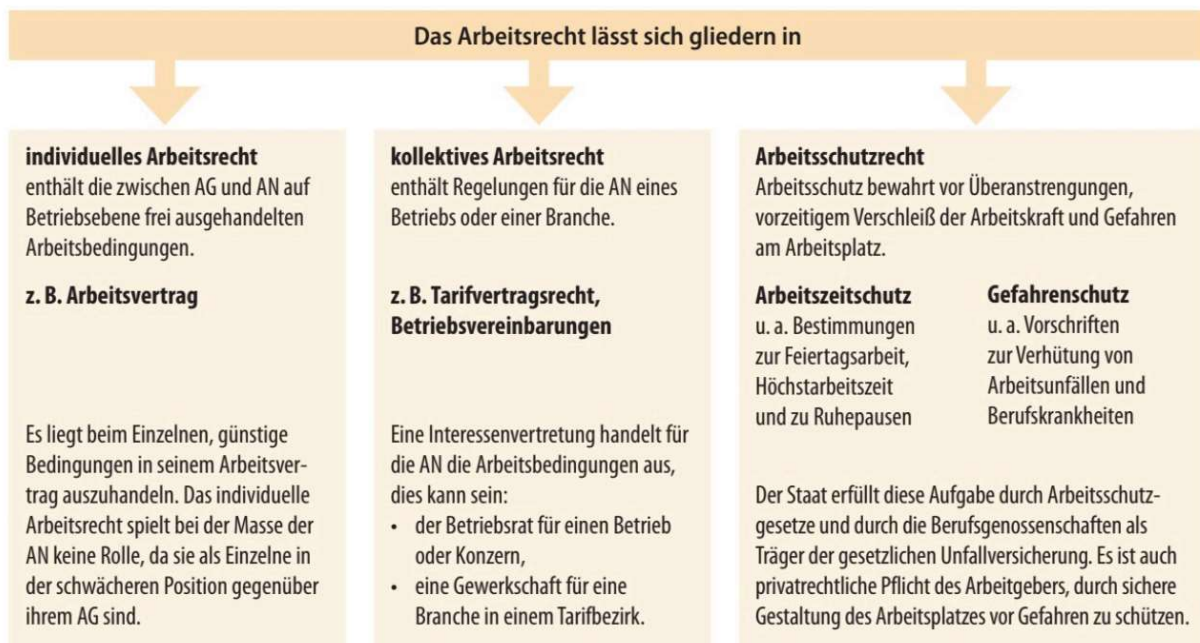 Das Arbeitsrecht lässt sich gliedern in
individuelles Arbeitsrecht
enthält die zwischen AG und AN auf
Betriebsebene frei ausgehandelten
Arbeitsbedingungen.
z. B. Arbeitsvertrag
Es liegt beim Einzelnen, günstige
Bedingungen in seinem Arbeitsver-
trag auszuhandeln. Das individuelle
Arbeitsrecht spielt bei der Masse der
AN keine Rolle, da sie als Einzelne in
der schwächeren Position gegenüber
ihrem AG sind.
kollektives Arbeitsrecht
enthält Regelungen für die AN eines
Betriebs oder einer Branche.
z. B. Tarifvertragsrecht,
Betriebsvereinbarungen
Eine Interessenvertretung handelt für
die AN die Arbeitsbedingungen aus,
dies kann sein:
• der Betriebsrat für einen Betrieb
oder Konzern,
• eine Gewerkschaft für eine
Branche in einem Tarifbezirk.
Arbeitsschutzrecht
Arbeitsschutz bewahrt vor Überanstrengungen,
vorzeitigem Verschleiß der Arbeitskraft und Gefahren
am Arbeitsplatz.
Arbeitszeitschutz
u. a. Bestimmungen
zur Feiertagsarbeit,
Höchstarbeitszeit
und zu Ruhepausen
Gefahrenschutz
u. a. Vorschriften
zur Verhütung von
Arbeitsunfällen und
Berufskrankheiten
Der Staat erfüllt diese Aufgabe durch Arbeitsschutz-
gesetze und durch die Berufsgenossenschaften als
Träger der gesetzlichen Unfallversicherung. Es ist auch
privatrechtliche Pflicht des Arbeitgebers, durch sichere
Gestaltung des Arbeitsplatzes vor Gefahren zu schützen.